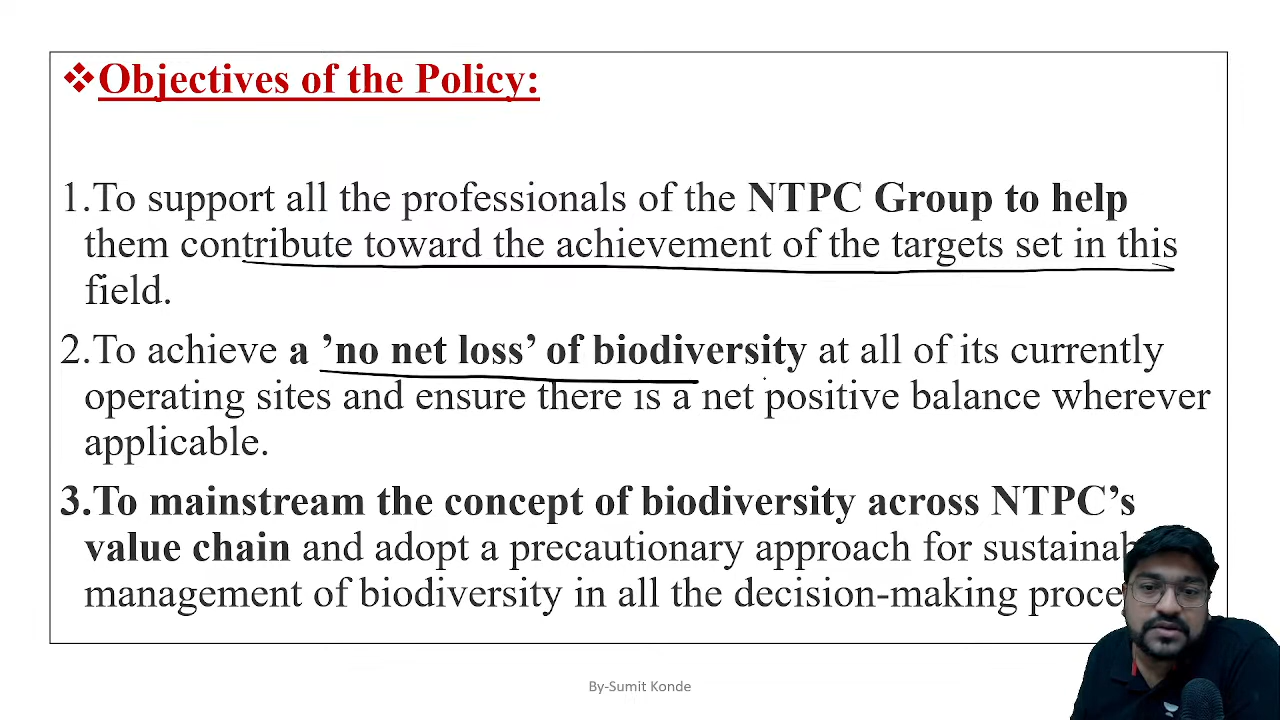 ❖Objectives of the Policy:
1.To support all the professionals of the NTPC Group to help
them contribute toward the achievement of the targets set in this
field.
2.To achieve a ’no net loss’ of biodiversity at all of its currently
operating sites and ensure there is a net positive balance wherever
applicable.
3.To mainstream the concept of biodiversity across NTPC’s
value chain and adopt a precautionary approach for
management of biodiversity in all the decision-making
By-Sumit Konde